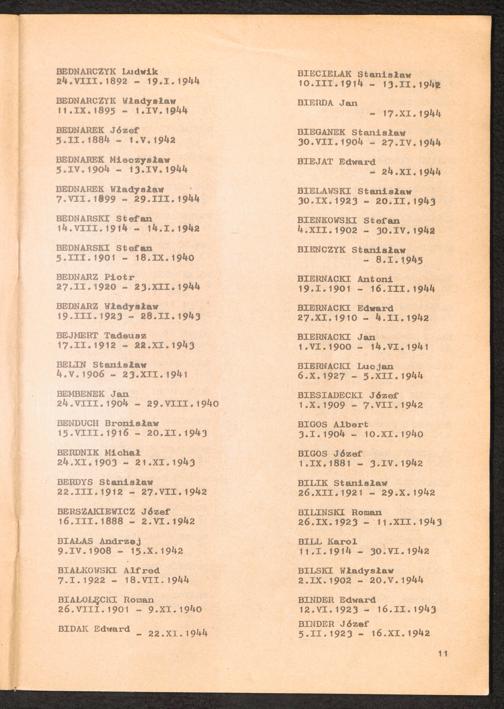 BEDNARCZYK Ludwik
24.VIII.1892 - 19.I.1944
BEDNARCZYK Władysław
11.IX.1895 - 1.IV.1944
BEDNAREK Józef
5.II.1884 - 1.V.1942
BEDNAREK Mieczysław
5.IV.1904 - 13.IV.1944
BEDNAREK Władysław
7.VII.1899 - 29.III.1944
BEDNARSKI Stefan
14.VIII.1914 - 14.I.1942
BEDNARSKI Stefan
5.III.1901 - 18.IX.1940
BEDNARZ Piotr
27.II.1920 - 23.XII.1944
BEDNARZ Władysław
19.III.1923 - 28.II.1943
BEJMERT Tadeusz
17.II.1912 - 22.XI.1943
BELIN Stanisław
4.V.1906 - 23.XII.1941
BEMBENEK Jan
24.VIII.1904 - 29.VIII.1940
BENDUCH Bronisław
15.VIII.1916 - 20.II.1943
BERDNIK Michał
24.XI.1903 - 21.XI.1943
BERDYS Stanisław
22.III.1912 - 27.VII.1942
BERSZAKIEWICZ Józef
16.III.1888 - 2.VI.1942
BIAŁAS Andrzej
9.IV.1908 - 15.X.1942
BIAŁKOWSKI Alfred
7.I.1922 - 18.VII.1944
BIAŁOŁĘCKI Roman
26.VIII.1901 - 9.XI.1940
BIDAK Edward
- 22.XI.1944
BIECIELAK Stanisław
10.III.1914 - 13.II.1942
BIERDA Jan
- 17.XI.1944
BIEGANEK Stanisław
30.VII.1904 - 27.IV.1944
BIEJAT Edward
- 24.XI.1944
BIELAWSKI Stanisław
30.IX.1923 - 20.II.1943
BIENKOWSKI Stefan
4.XII.1902 - 30.IV.1942
BIENCZYK Stanisław
- 8.I.1945
BIERNACKI Antoni
19.I.1901 - 16.III.1944
BIERNACKI Edward
27.XI.1910 - 4.II.1942
BIERNACKI Jan
1.VI.1900 - 14.VI.1941
BIERNACKI Lucjan
6.X.1927 - 5.XII.1944
BIESIADECKI Józef
1.X.1909 - 7.VII.1942
BIGOS Albert
3.I.1904 - 10.XI.1940
BIGOS Józef
1.IX.1881 - 3.IV.1942
BILIK Stanisław
26.XII.1921 - 29.X.1942
BILINSKI Roman
26.IX.1923 - 11.XII.1943
BILL Karol
11.I.1914 - 30.VI.1942
BILSKI Władysław
2.IX.1902 - 20.V.1944
BINDER Edward
12.VI.1923 - 16.II.1943
BINDER Józef
5.II.1923 - 16.XI.1942
11